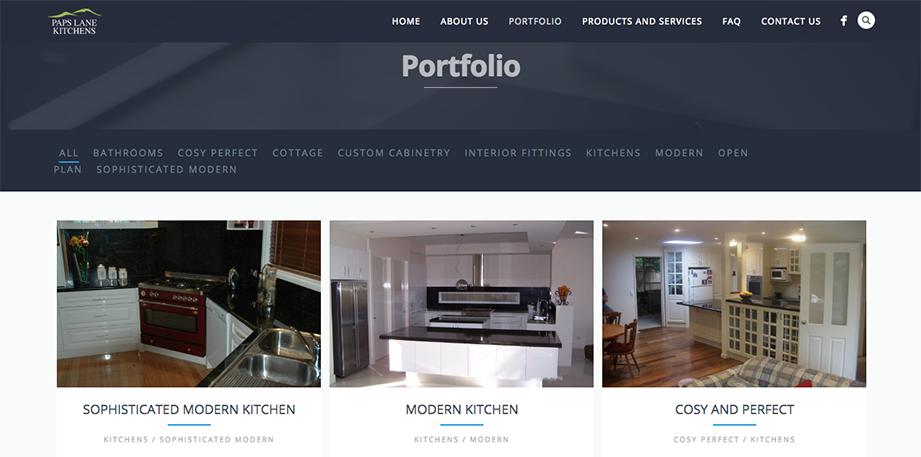 PAPS LANE
KITCHENS
HOME ABOUT US PORTFOLIO PRODUCTS AND SERVICES FAQ CONTACT US f
Portfolio
ALL BATHROOMS COSY PERFECT COTTAGE CUSTOM CABINETRY INTERIOR FITTINGS KITCHENS MODERN OPEN
PLAN SOPHISTICATED MODERN
SOPHISTICATED MODERN KITCHEN
KITCHENS / SOPHISTICATED MODERN
MODERN KITCHEN
KITCHENS / MODERN
COSY AND PERFECT
COSY PERFECT / KITCHENS